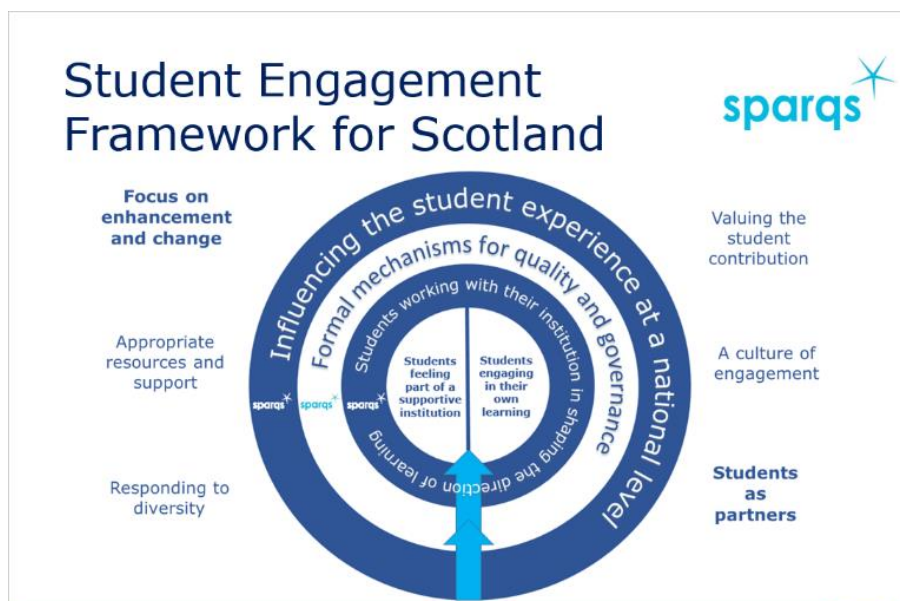 Student Engagement
Framework for Scotland
sparqs
Focus on
enhancement
and change
Appropriate
resources and
support
Responding to
diversity
Influencing the student experience at a national level
Formal mechanisms for quality and governance
Students working with their institution in shaping the direction of learning
Students
feeling
part of a
supportive
institution
Students
engaging
in their
own
learning
sparqs
sparqs
sparqs
Valuing the
student
contribution
A culture of
engagement
Students
as
partners